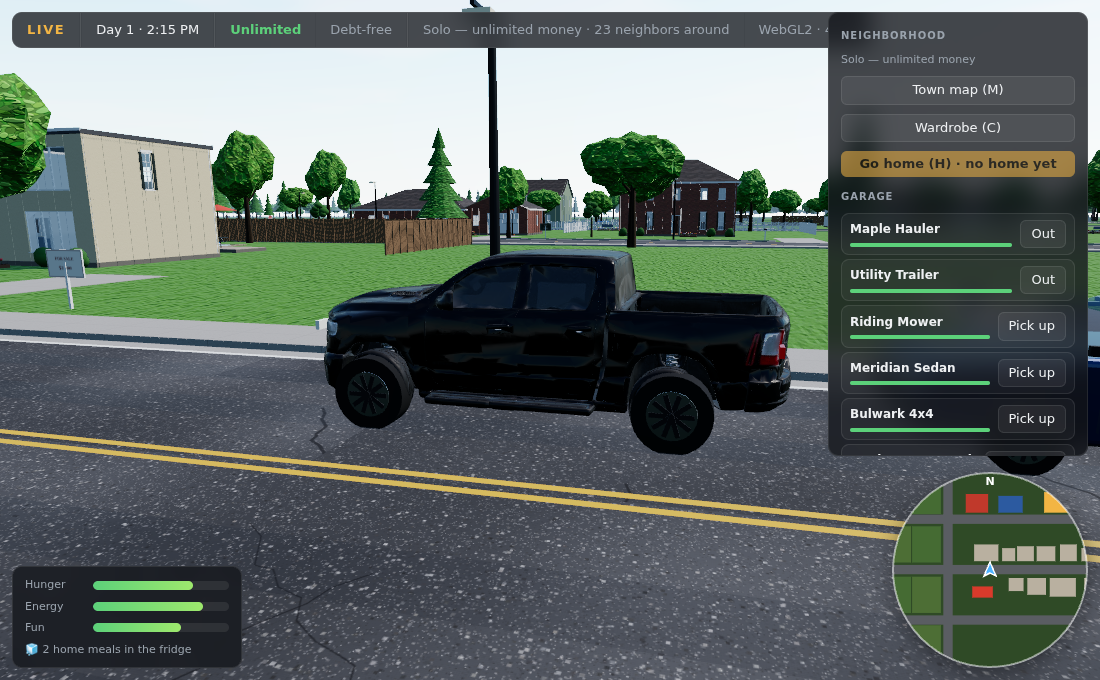 LIVE
Day 1 · 2:15 PM
Unlimited
Debt-free
Solo — unlimited money · 23 neighbors around
WebGL2 ·
NEIGHBORHOOD
Solo — unlimited money
Town map (M)
Wardrobe (C)
Go home (H) · no home yet
GARAGE
Maple Hauler
Out
Utility Trailer
Out
Riding Mower
Pick up
Meridian Sedan
Pick up
Bulwark 4x4
Pick up
N
Hunger
Energy
Fun
2 home meals in the fridge